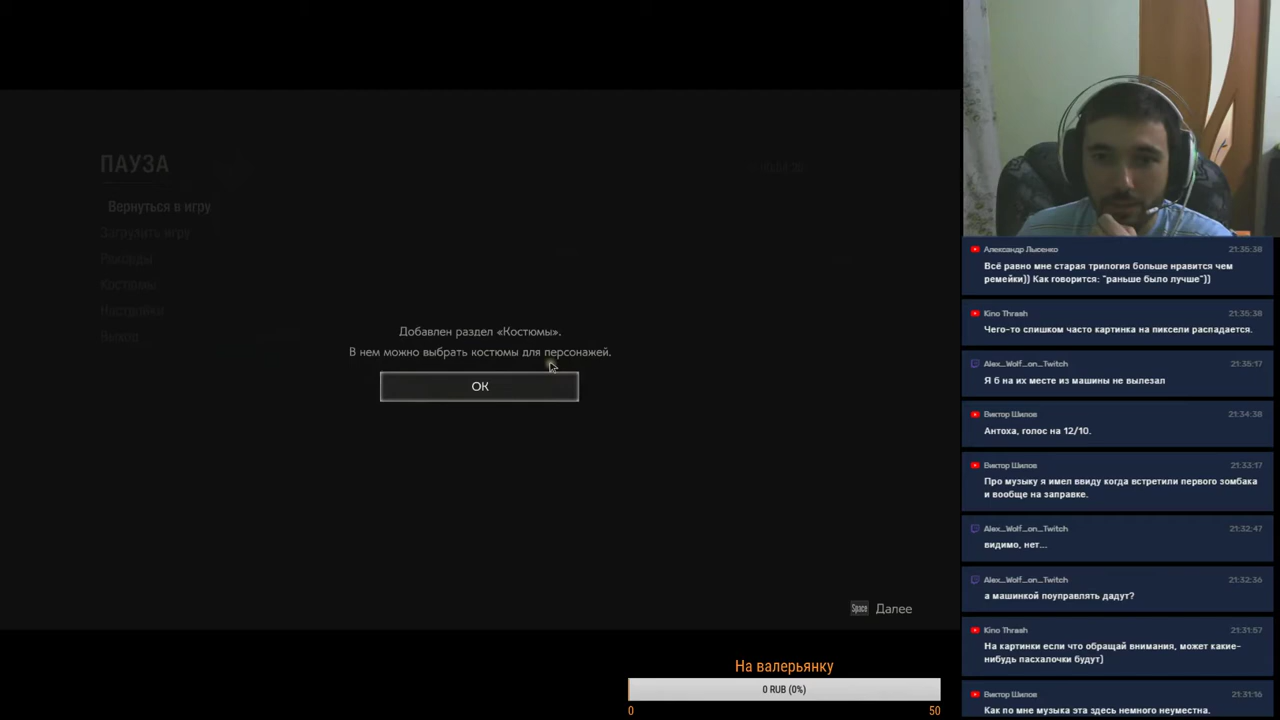 ПАУЗА
Вернуться в игру
Загрузить игру
Рекорды
Костюмы
Настройки
Выход
Добавлен раздел «Костюмы».
В нем можно выбрать костюмы для персонажей.
OK
Space Далее
На валерьянку
0 RUB (0%)
0 50
Александр Лысенко 21:35:38
Всё равно мне старая трилогия больше нравится чем
ремейки)) Как говорится: "раньше было лучше"))
Kino Thrash 21:35:38
Чего-то слишком часто картинка на пиксели распадается.
Alex_Wolf_on_Twitch 21:35:17
Я б на их месте из машины не вылезал
Виктор Шилов 21:34:38
Антоха, голос на 12/10.
Виктор Шилов 21:33:17
Про музыку я имел ввиду когда встретили первого зомбака
и вообще на заправке.
Alex_Wolf_on_Twitch 21:32:47
видимо, нет...
Alex_Wolf_on_Twitch 21:32:36
а машинкой поуправлять дадут?
Kino Thrash 21:31:57
На картинки если что обращай внимания, может какие-
нибудь пасхалочки будут)
Виктор Шилов 21:31:16
Как по мне музыка эта здесь немного неуместна.